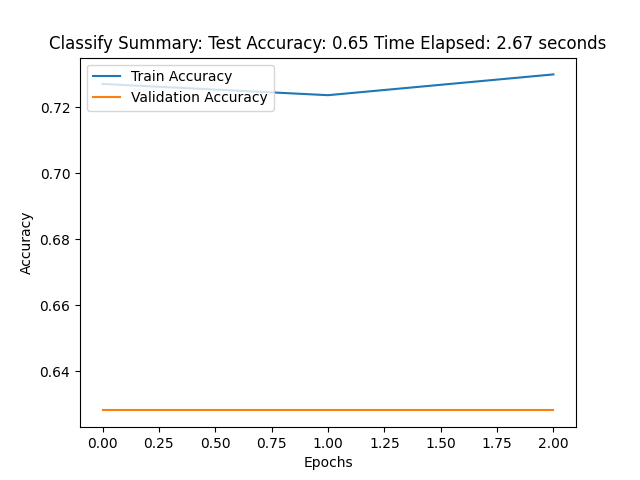 Classify Summary: Test Accuracy: 0.65 Time Elapsed: 2.67 seconds
Train Accuracy
Validation Accuracy
0.72
0.70
0.68
0.66
0.64
Accuracy
0.00 0.25 0.50 0.75 1.00 1.25 1.50 1.75 2.00
Epochs